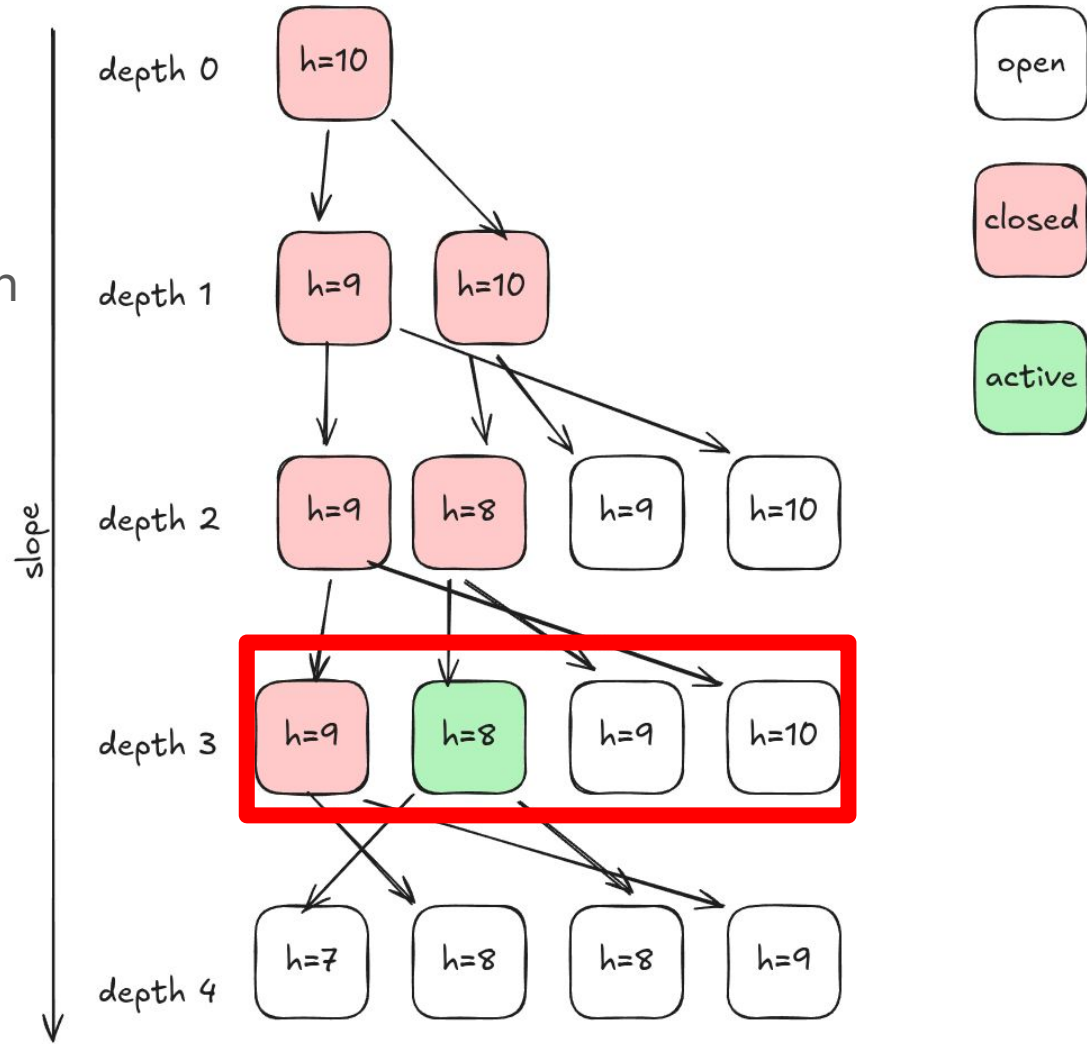 depth 0
h=10
open
closed
n
depth 1
h=9
h=10
active
slope
depth 2
h=9
h=8
h=9
h=10
depth 3
h=9
h=8
h=9
h=10
depth 4
h=7
h=8
h=8
h=9